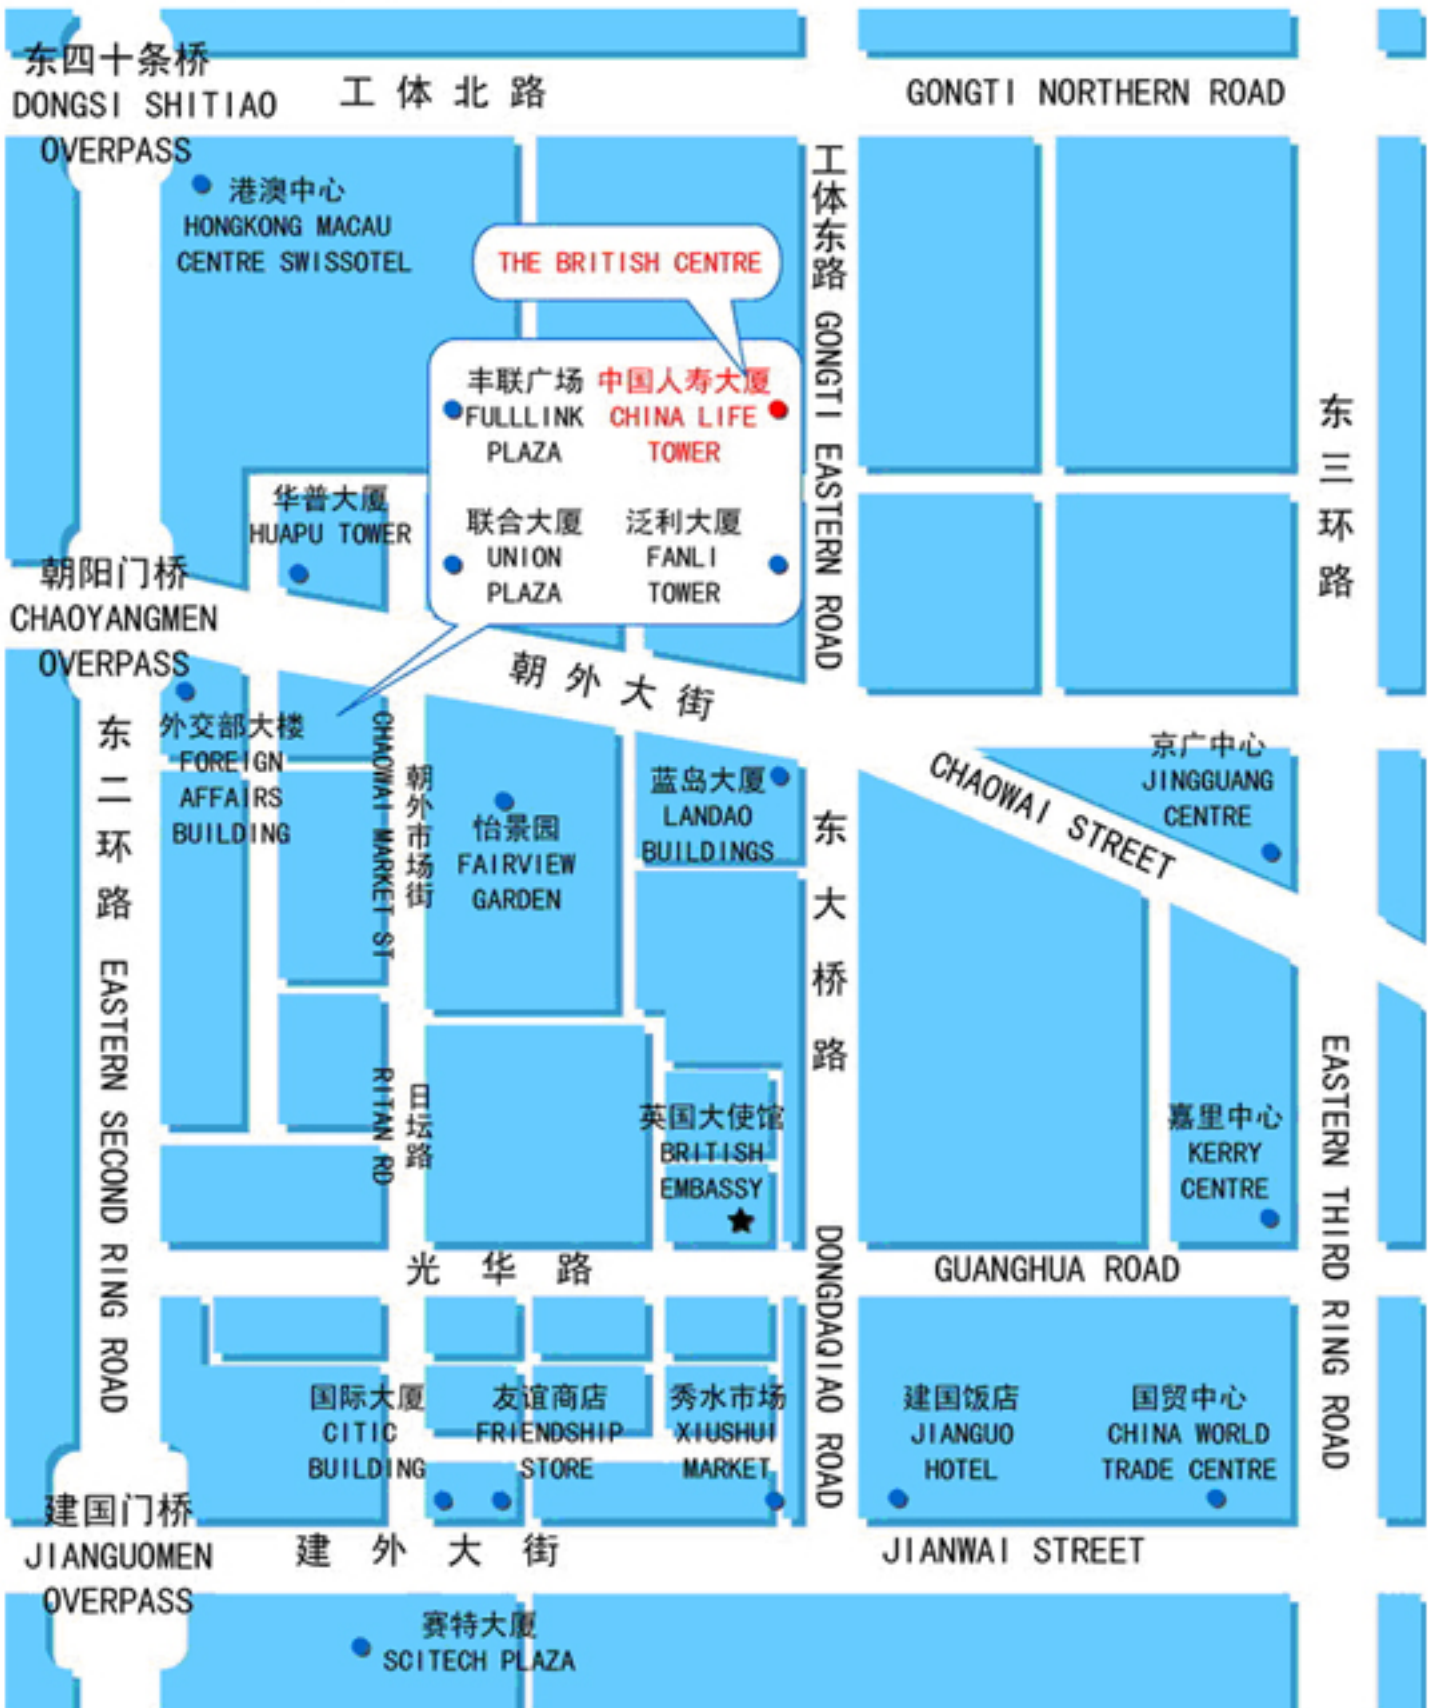 东四十条桥
DONGSI SHITIAO
OVERPASS
工体北路
GONGTI NORTHERN ROAD
港澳中心
HONGKONG MACAU
CENTRE SWISSOTEL
THE BRITISH CENTRE
工体东路 GONGTI EASTERN ROAD
丰联广场
FULLLINK
PLAZA
中国人寿大厦
CHINA LIFE
TOWER
联合大厦
UNION
PLAZA
泛利大厦
FANLI
TOWER
东三环路
华普大厦
HUAPU TOWER
朝阳门桥
CHAOYANGMEN
OVERPASS
朝外大街
CHAOWAI STREET
外交部大楼
FOREIGN
AFFAIRS
BUILDING
东二环路 EASTERN SECOND RING ROAD
CHAOWAI MARKET ST
朝外市场街
怡景园
FAIRVIEW
GARDEN
蓝岛大厦
LANDAO
BUILDINGS
京广中心
JINGGUANG
CENTRE
东大桥路
DONGDAQIAO ROAD
RITAN RD
日坛路
英国大使馆
BRITISH
EMBASSY
嘉里中心
KERRY
CENTRE
EASTERN THIRD RING ROAD
光华路
GUANGHUA ROAD
国际大厦
CITIC
BUILDING
友谊商店
FRIENDSHIP
STORE
秀水市场
XIUSHUI
MARKET
建国饭店
JIANGUO
HOTEL
国贸中心
CHINA WORLD
TRADE CENTRE
建国门桥
JIANGUOMEN
OVERPASS
建外大街
JIANWAI STREET
赛特大厦
SCITECH PLAZA